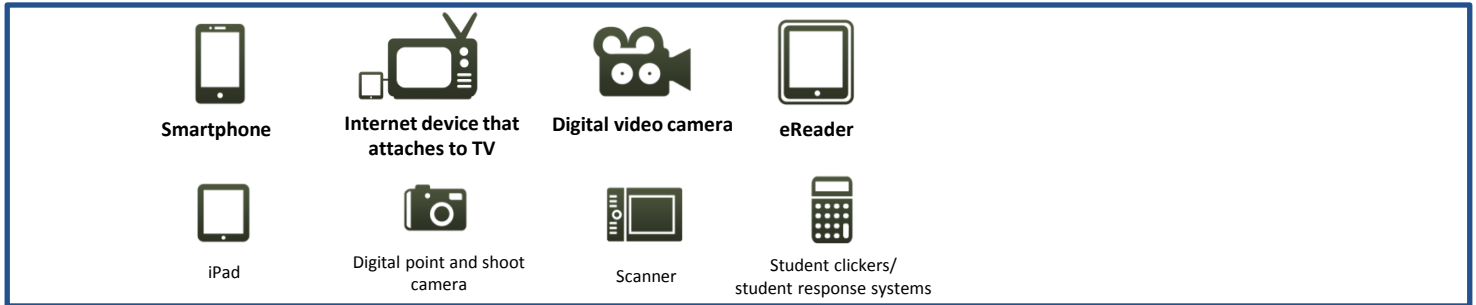 Smartphone
Internet device that
attaches to TV
Digital video camera
eReader
iPad
Digital point and shoot
camera
Scanner
Student clickers/
student response systems